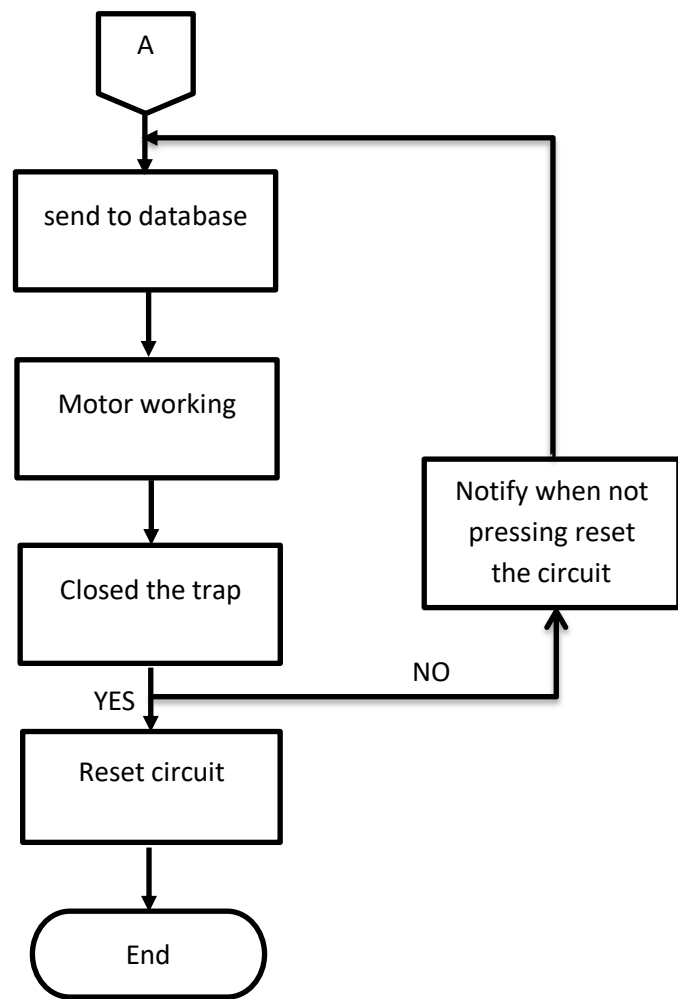 A
send to database
Motor working
Notify when not
pressing reset
the circuit
Closed the trap
NO
YES
Reset circuit
End